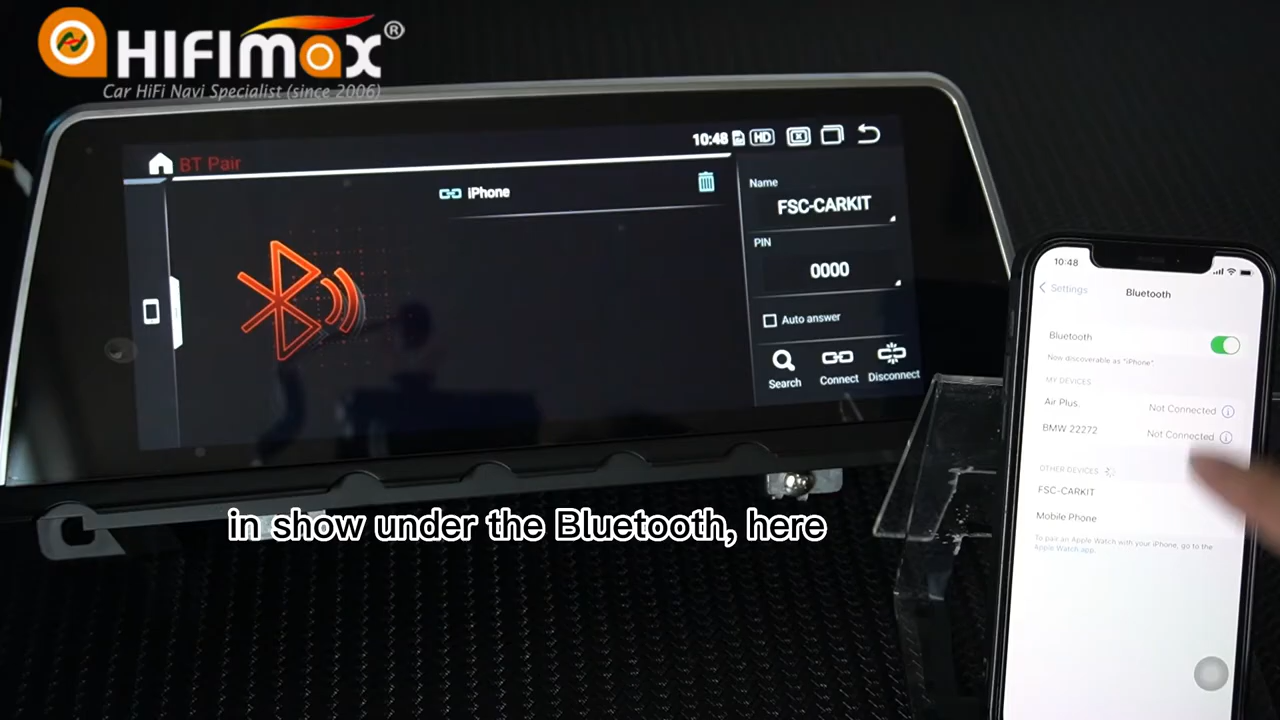 HIFIMAX®
Car HiFi Navi Specialist (since 2006)
10:48 HD
BT Pair
iPhone
Name
FSC-CARKIT
PIN
0000
Auto answer
Search
Connect
Disconnect
10:48
Settings
Bluetooth
Bluetooth
Now discoverable as "iPhone".
MY DEVICES
Air Plus. Not Connected
BMW 22272 Not Connected
OTHER DEVICES
FSC-CARKIT
Mobile Phone
To pair an Apple Watch with your iPhone, go to the
Apple Watch app.
in show under the Bluetooth, here